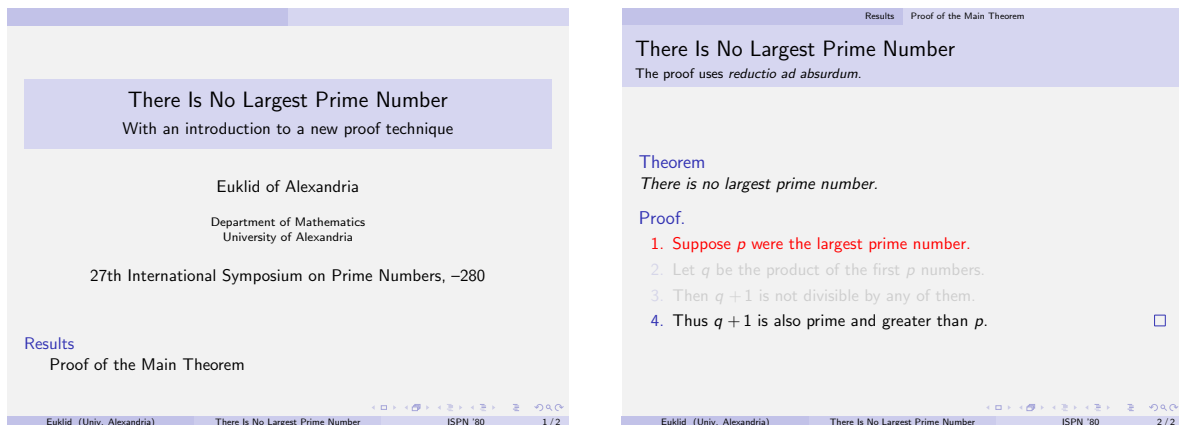 There Is No Largest Prime Number
With an introduction to a new proof technique
Euklid of Alexandria
Department of Mathematics
University of Alexandria
27th International Symposium on Prime Numbers, –280
Results
Proof of the Main Theorem
Euklid (Univ. Alexandria) There Is No Largest Prime Number ISPN '80 1 / 2
Results Proof of the Main Theorem
There Is No Largest Prime Number
The proof uses reductio ad absurdum.
Theorem
There is no largest prime number.
Proof.
1. Suppose p were the largest prime number.
2. Let q be the product of the first p numbers.
3. Then q + 1 is not divisible by any of them.
4. Thus q + 1 is also prime and greater than p. □
Euklid (Univ. Alexandria) There Is No Largest Prime Number ISPN '80 2 / 2